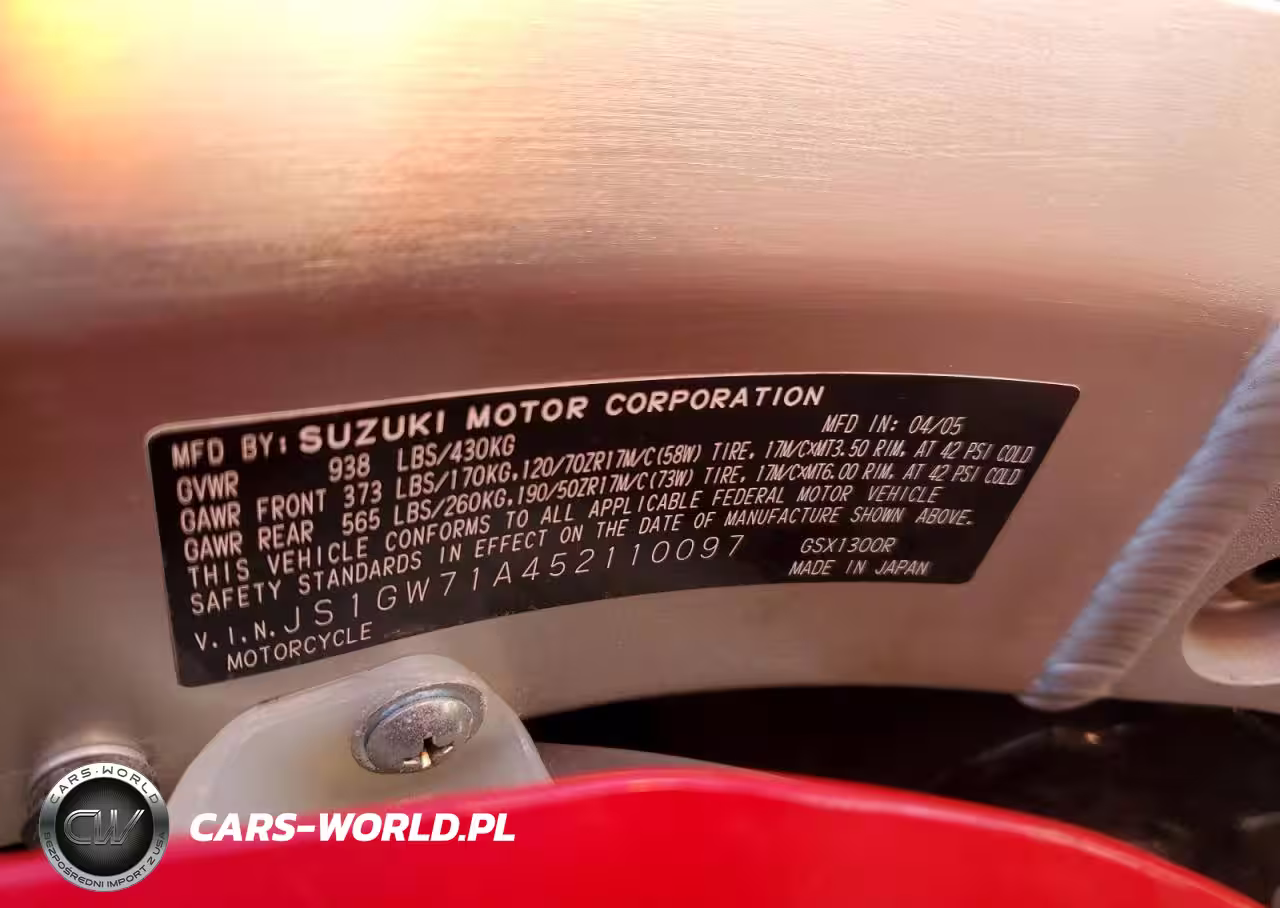 MFD BY: SUZUKI MOTOR CORPORATION
MFD IN: 04/05
GVWR 938 LBS/430KG
GAWR FRONT 373 LBS/170KG,120/70ZR17M/C(58W) TIRE, 17M/CXMT3.50 RIM, AT 42 PSI COLD
GAWR REAR 565 LBS/260KG,190/50ZR17M/C(73W) TIRE, 17M/CXMT6.00 RIM, AT 42 PSI COLD
THIS VEHICLE CONFORMS TO ALL APPLICABLE FEDERAL MOTOR VEHICLE
SAFETY STANDARDS IN EFFECT ON THE DATE OF MANUFACTURE SHOWN ABOVE.
V.I.N. JS1GW71A452110097
GSX1300R
MOTORCYCLE
MADE IN JAPAN
CARS-WORLD
CW
BEZPOŚREDNI IMPORT Z USA
CARS-WORLD.PL